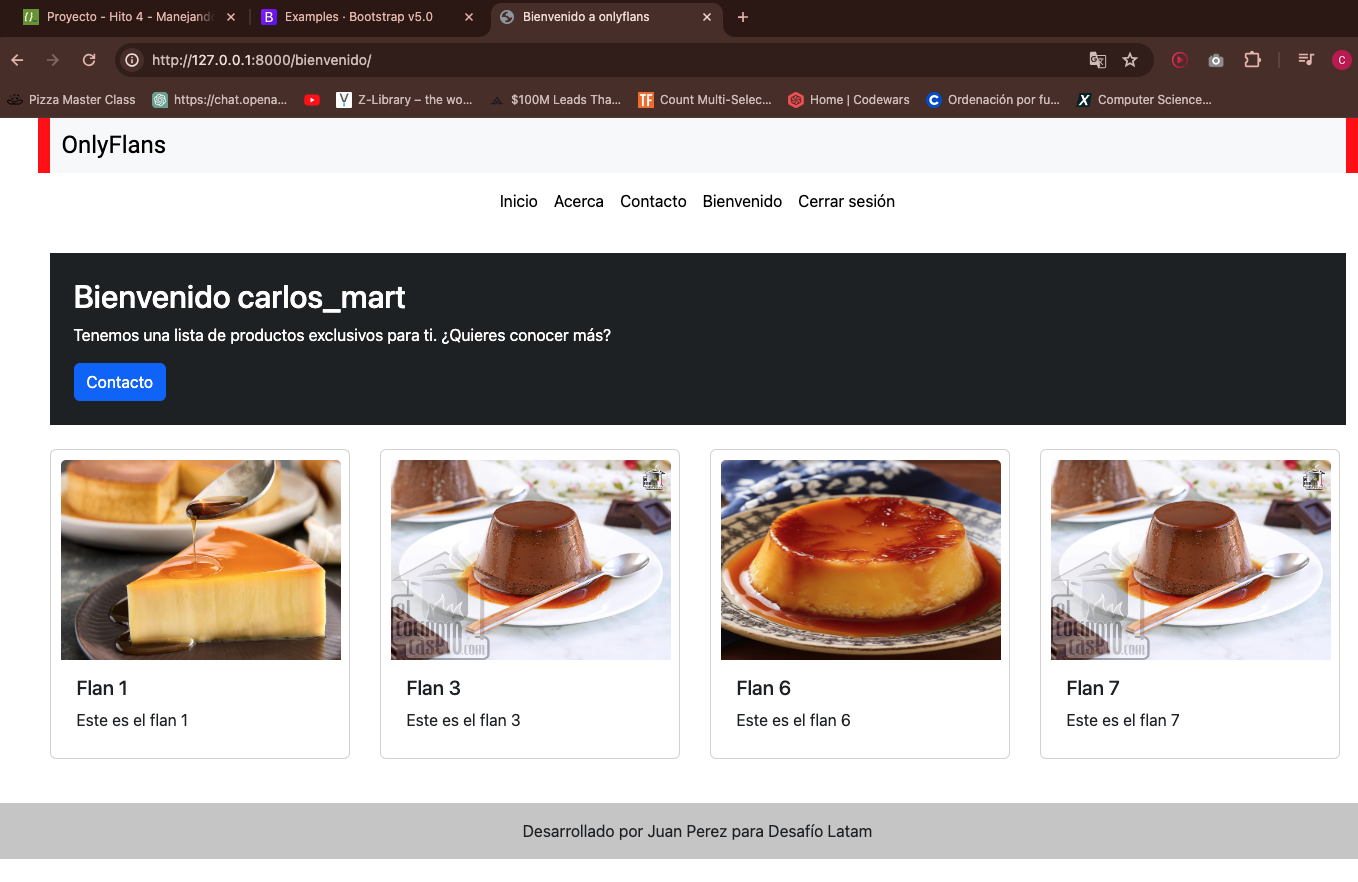 Proyecto - Hito 4 - Manejando
Examples · Bootstrap v5.0
Bienvenido a onlyflans
http://127.0.0.1:8000/bienvenido/
C
Pizza Master Class
https://chat.opena...
Z-Library – the wo...
$100M Leads Tha...
TF Count Multi-Selec...
Home | Codewars
Ordenación por fu...
Computer Science...
OnlyFlans
Inicio Acerca Contacto Bienvenido Cerrar sesión
Bienvenido carlos_mart
Tenemos una lista de productos exclusivos para ti. ¿Quieres conocer más?
Contacto
Flan 1
Este es el flan 1
Flan 3
Este es el flan 3
Flan 6
Este es el flan 6
Flan 7
Este es el flan 7
Desarrollado por Juan Perez para Desafío Latam